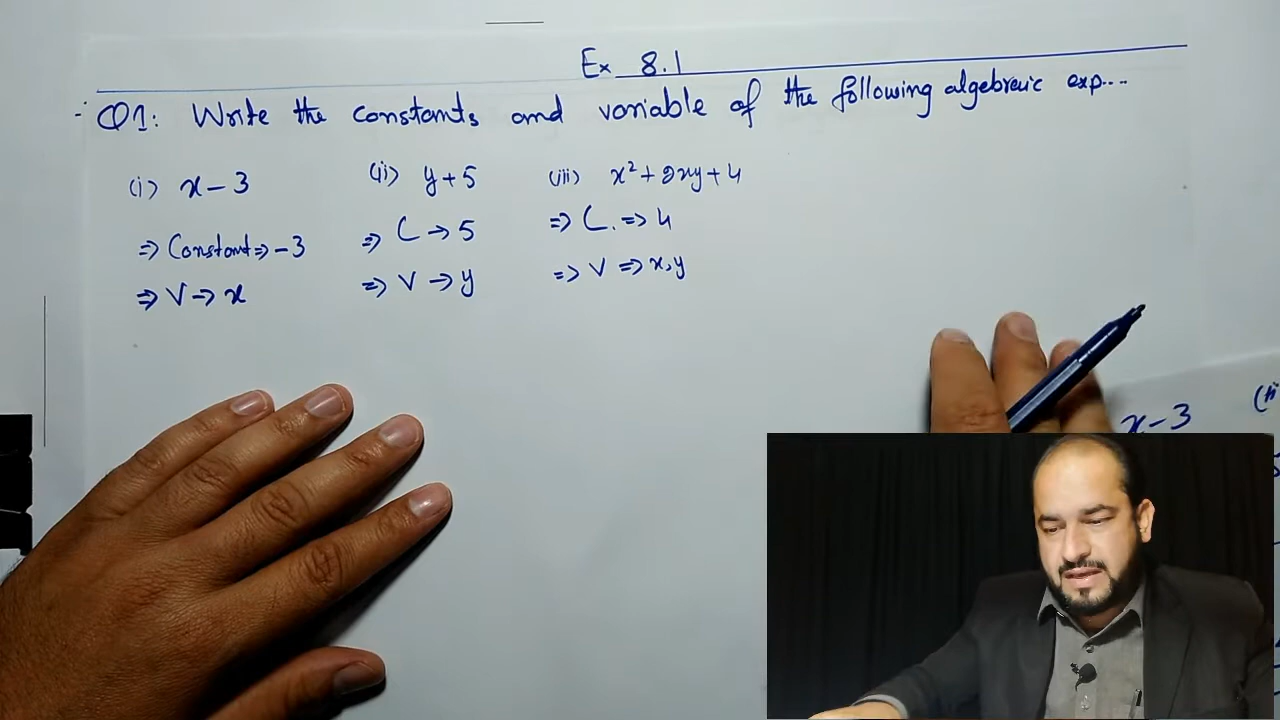 Ex 8.1
Q1: Write the constants and variable of the following algebraic exp...
(i) x-3 (ii) y+5 (iii) x²+2xy+4
⇒ Constant ⇒ -3 ⇒ C → 5 ⇒ C. ⇒ 4
⇒ V → x ⇒ V → y ⇒ V ⇒ x,y
x-3 (ii